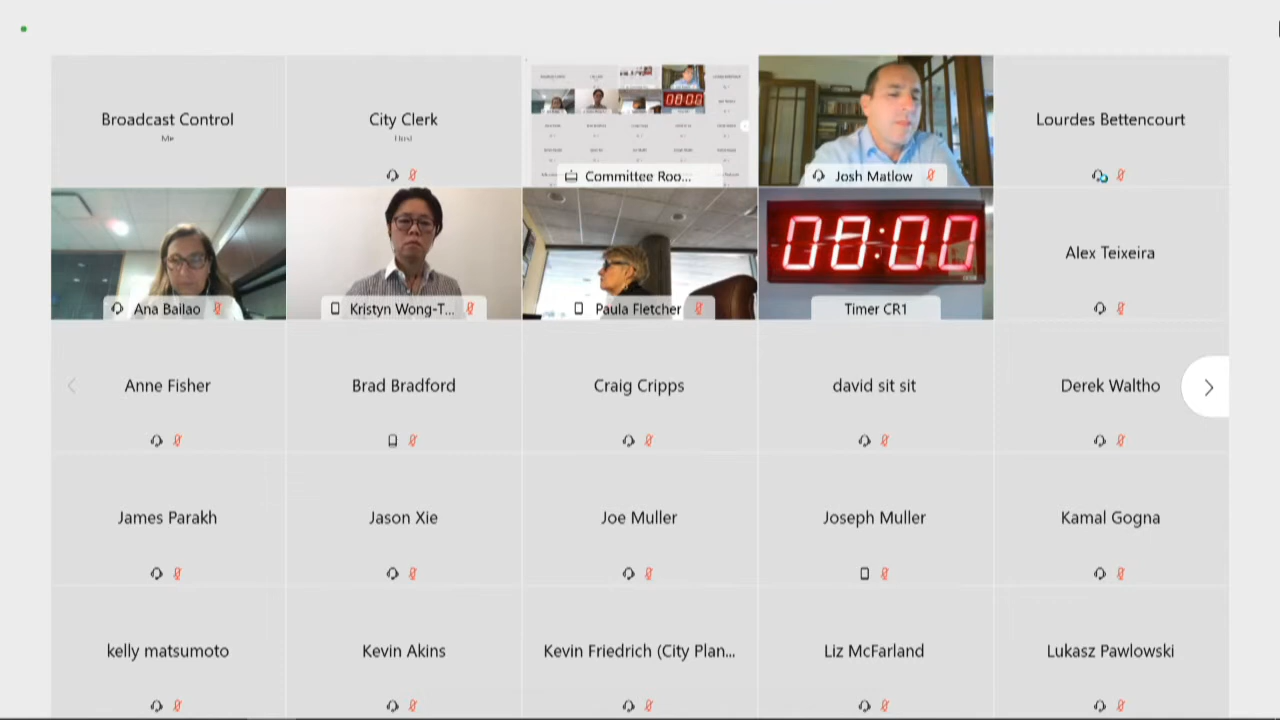 Broadcast Control
Me
City Clerk
Host
Committee Roo...
Josh Matlow
Lourdes Bettencourt
Ana Bailao
Kristyn Wong-T...
Paula Fletcher
08:00
Timer CR1
Alex Teixeira
Anne Fisher
Brad Bradford
Craig Cripps
david sit sit
Derek Waltho
James Parakh
Jason Xie
Joe Muller
Joseph Muller
Kamal Gogna
kelly matsumoto
Kevin Akins
Kevin Friedrich (City Plan...
Liz McFarland
Lukasz Pawlowski